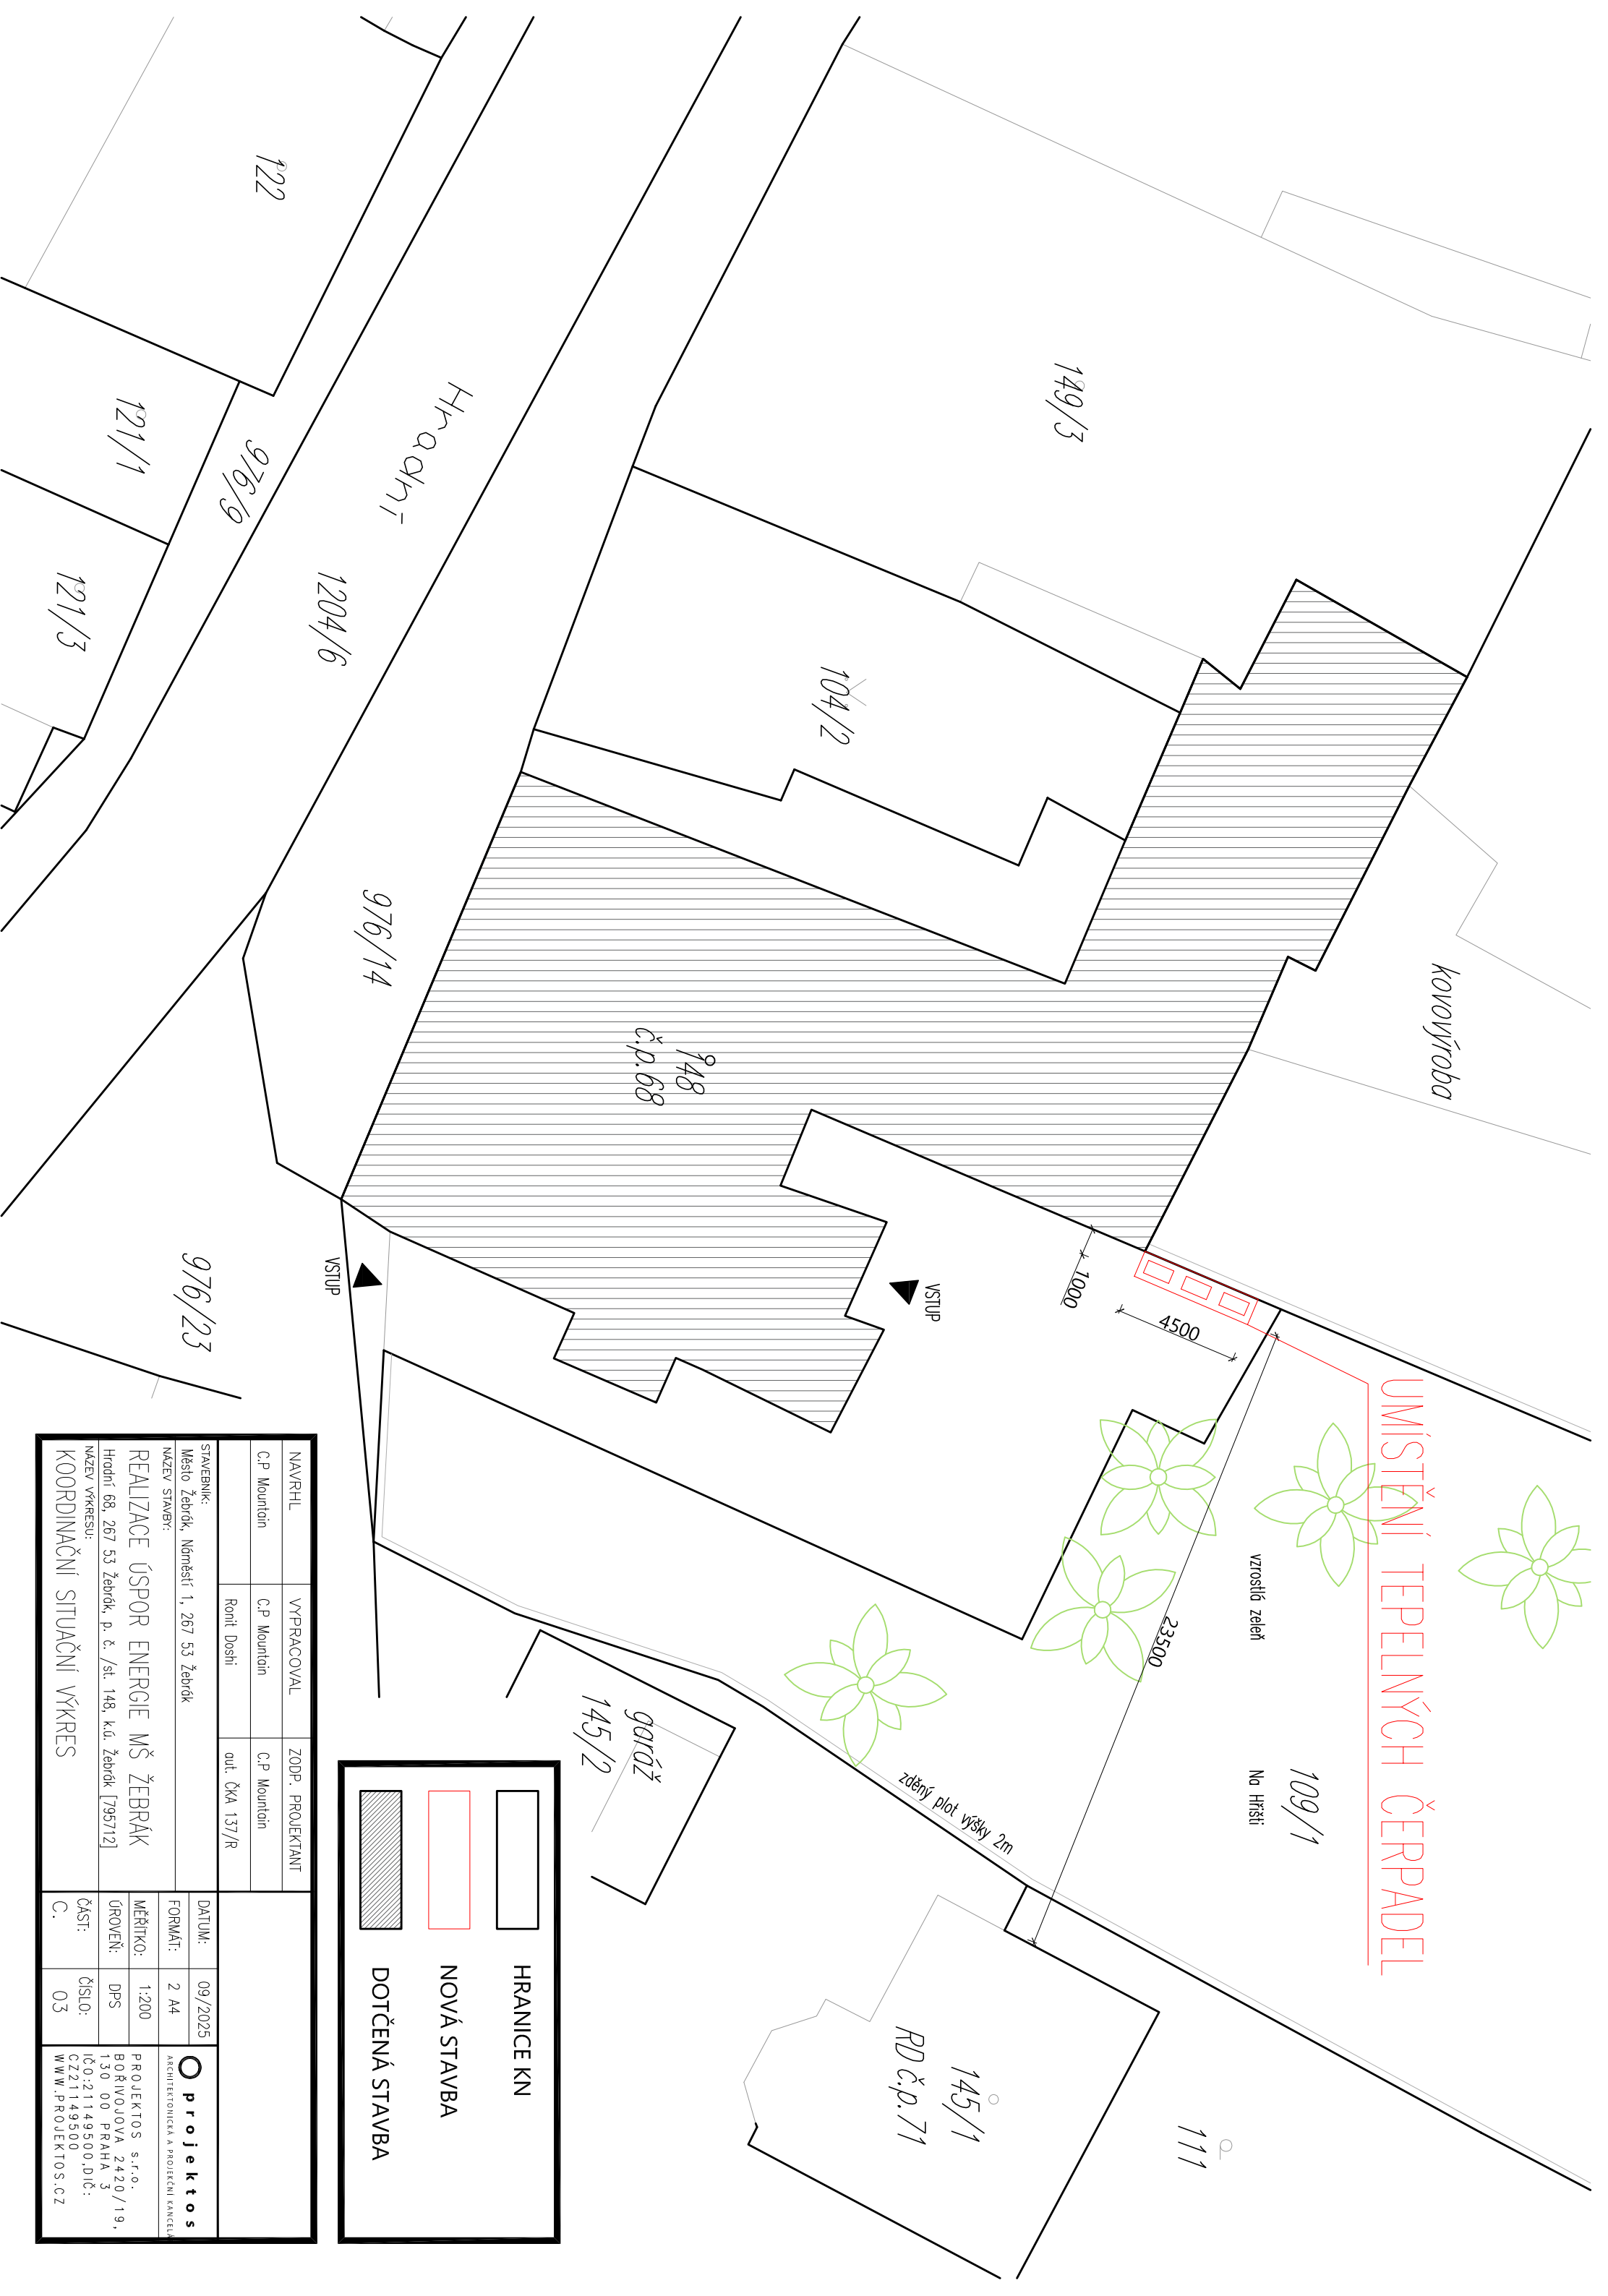 111
145/1
RD č.p.71
UMÍSTĚNÍ TEPELNÝCH ČERPADEL
109/1
Na Hřišti
vzrostlá zeleň
23500
4500
1000
zděný plot výšky 2m
garáž
145/2
kovovýroba
149/3
104/2
148
č.p.68
VSTUP
VSTUP
976/14
1204/6
Hradní
976/9
976/23
122
121/1
121/3
HRANICE KN
NOVÁ STAVBA
DOTČENÁ STAVBA
NAVRHL
VYPRACOVAL
ZODP. PROJEKTANT
C.P Mountain
C.P Mountain
C.P Mountain
Ronit Doshi
aut. ČKA 137/R
STAVEBNÍK:
Město Žebrák, Náměstí 1, 267 53 Žebrák
NÁZEV STAVBY:
REALIZACE ÚSPOR ENERGIE MŠ ŽEBRÁK
Hradní 68, 267 53 Žebrák, p. č. /st. 148, k.ú. Žebrák [795712]
NÁZEV VÝKRESU:
KOORDINAČNÍ SITUAČNÍ VÝKRES
DATUM: 09/2025
FORMÁT: 2 A4
MĚŘÍTKO: 1:200
ÚROVEŇ: DPS
ČÁST: ČÍSLO:
C. 03
projektos
ARCHITEKTONICKÁ A PROJEKČNÍ KANCELÁ
PROJEKTOS s.r.o.
BOŘIVOJOVA 2420/19,
130 00 PRAHA 3
IČO:21149500,DIČ:
CZ21149500
WWW.PROJEKTOS.CZ